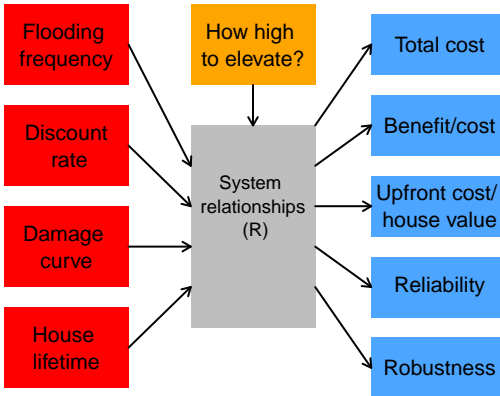 Flooding
frequency
Discount
rate
Damage
curve
House
lifetime
How high
to elevate?
System
relationships
(R)
Total cost
Benefit/cost
Upfront cost/
house value
Reliability
Robustness